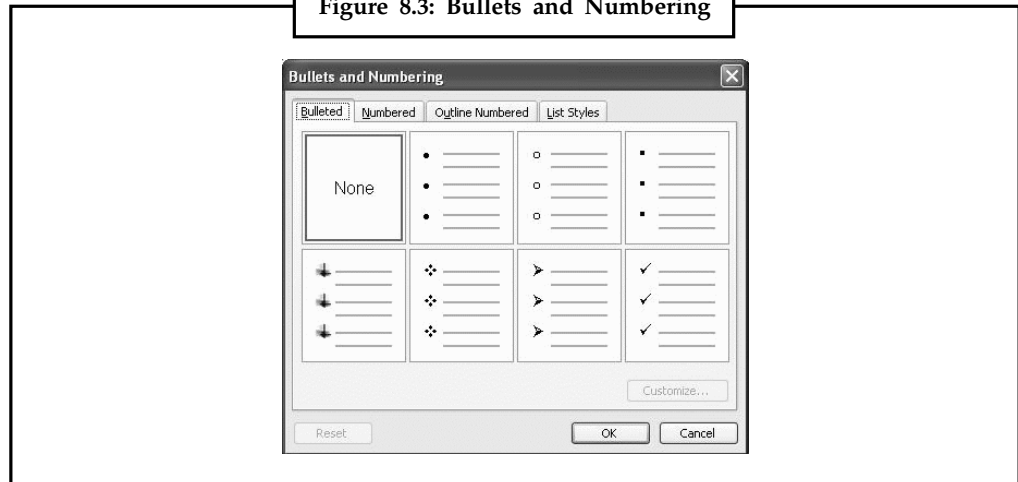 Figure 8.3: Bullets and Numbering
Bullets and Numbering
Bulleted Numbered Outline Numbered List Styles
None
Customize...
Reset OK Cancel